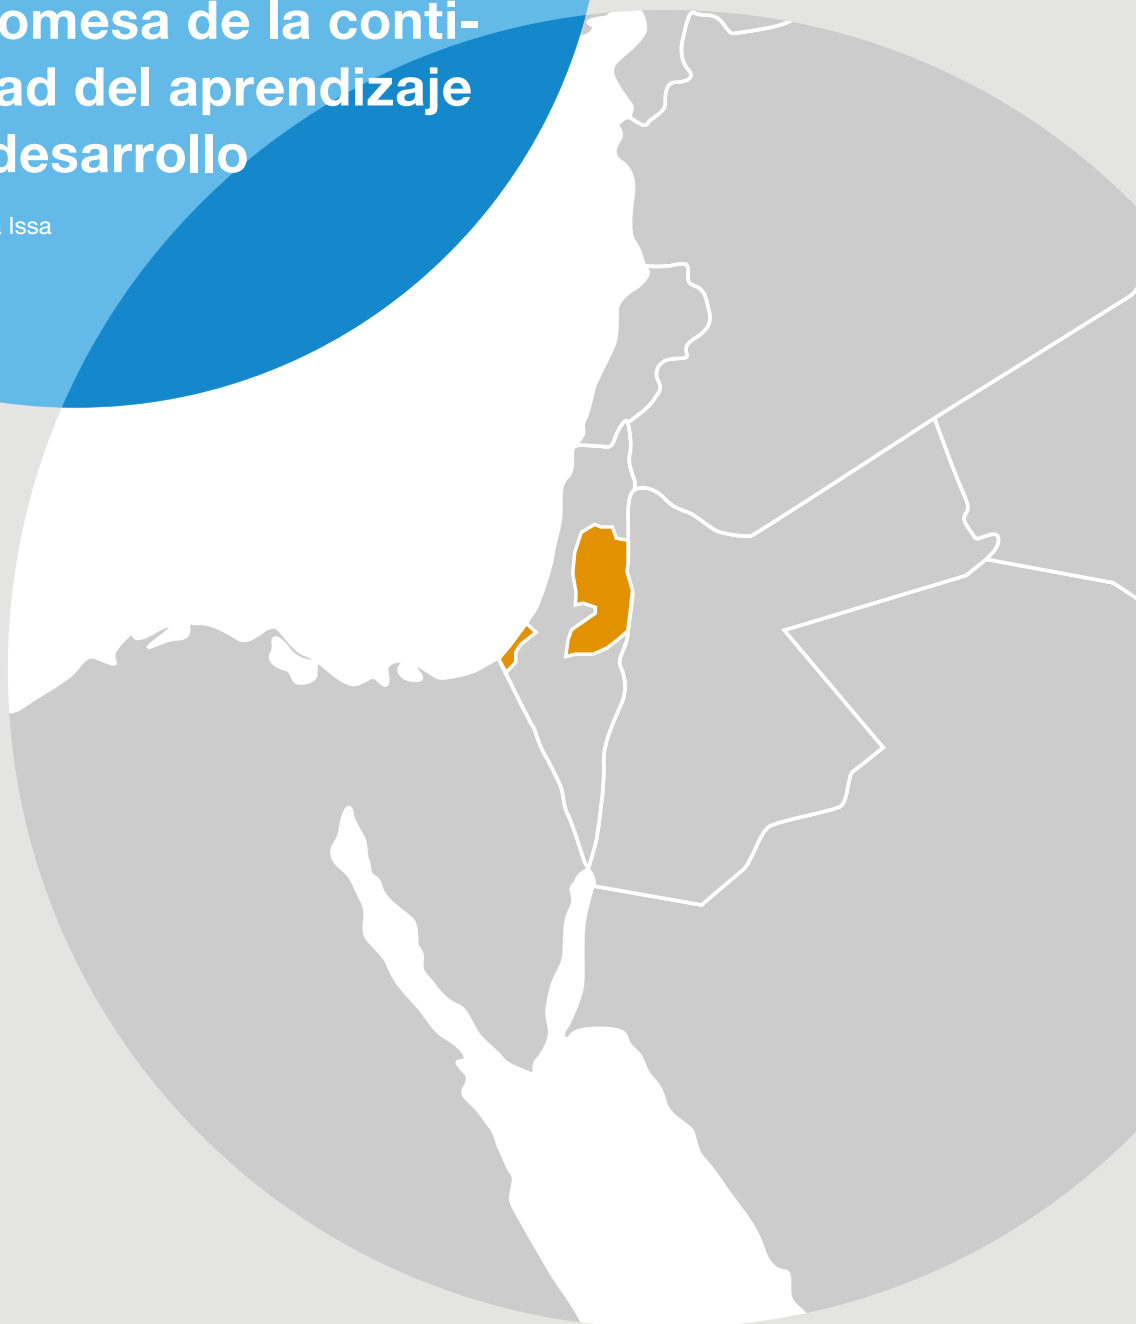 omesa de la conti-
ad del aprendizaje
desarrollo
Issa